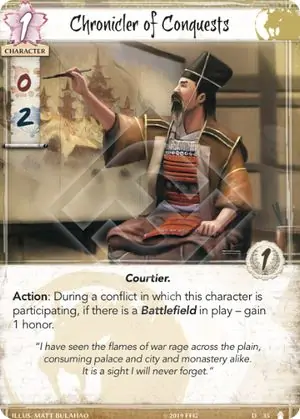 1
Chronicler of Conquests
CHARACTER
0
2
1
Courtier.
Action: During a conflict in which this character is
participating, if there is a Battlefield in play – gain
1 honor.
"I have seen the flames of war rage across the plain,
consuming palace and city and monastery alike.
It is a sight I will never forget."
ILLUS. MATT BULAHAO
©2019 FFG
D 35